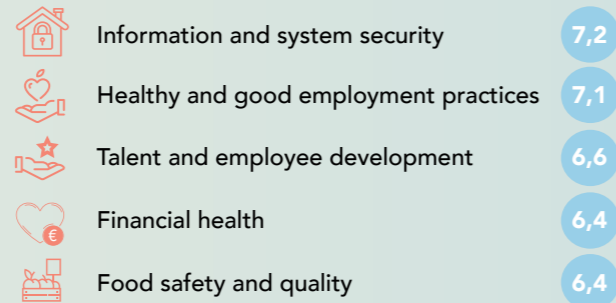 Information and system security 7,2
Healthy and good employment practices 7,1
Talent and employee development 6,6
Financial health 6,4
€
Food safety and quality 6,4